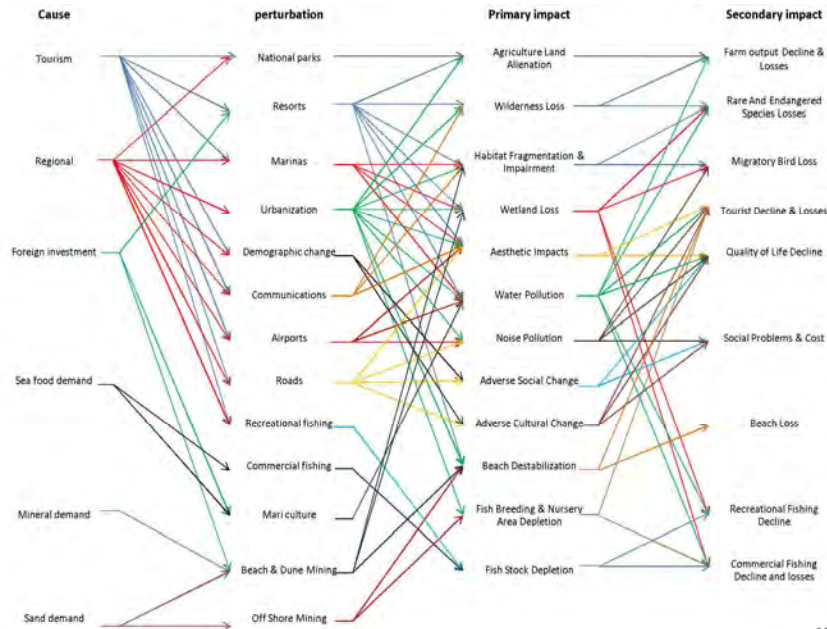 Cause
perturbation
Primary impact
Secondary impact
Tourism
National parks
Agriculture Land
Alienation
Farm output Decline &
Losses
Resorts
Wilderness Loss
Rare And Endangered
Species Losses
Regional
Marinas
Habitat Fragmentation &
Impairment
Migratory Bird Loss
Urbanization
Wetland Loss
Tourist Decline & Losses
Foreign investment
Demographic change
Aesthetic Impacts
Quality of Life Decline
Communications
Water Pollution
Airports
Noise Pollution
Social Problems & Cost
Sea food demand
Roads
Adverse Social Change
Recreational fishing
Adverse Cultural Change
Beach Loss
Commercial fishing
Beach Destabilization
Mineral demand
Mari culture
Fish Breeding & Nursery
Area Depletion
Recreational Fishing
Decline
Beach & Dune Mining
Fish Stock Depletion
Commercial Fishing
Decline and losses
Sand demand
Off Shore Mining